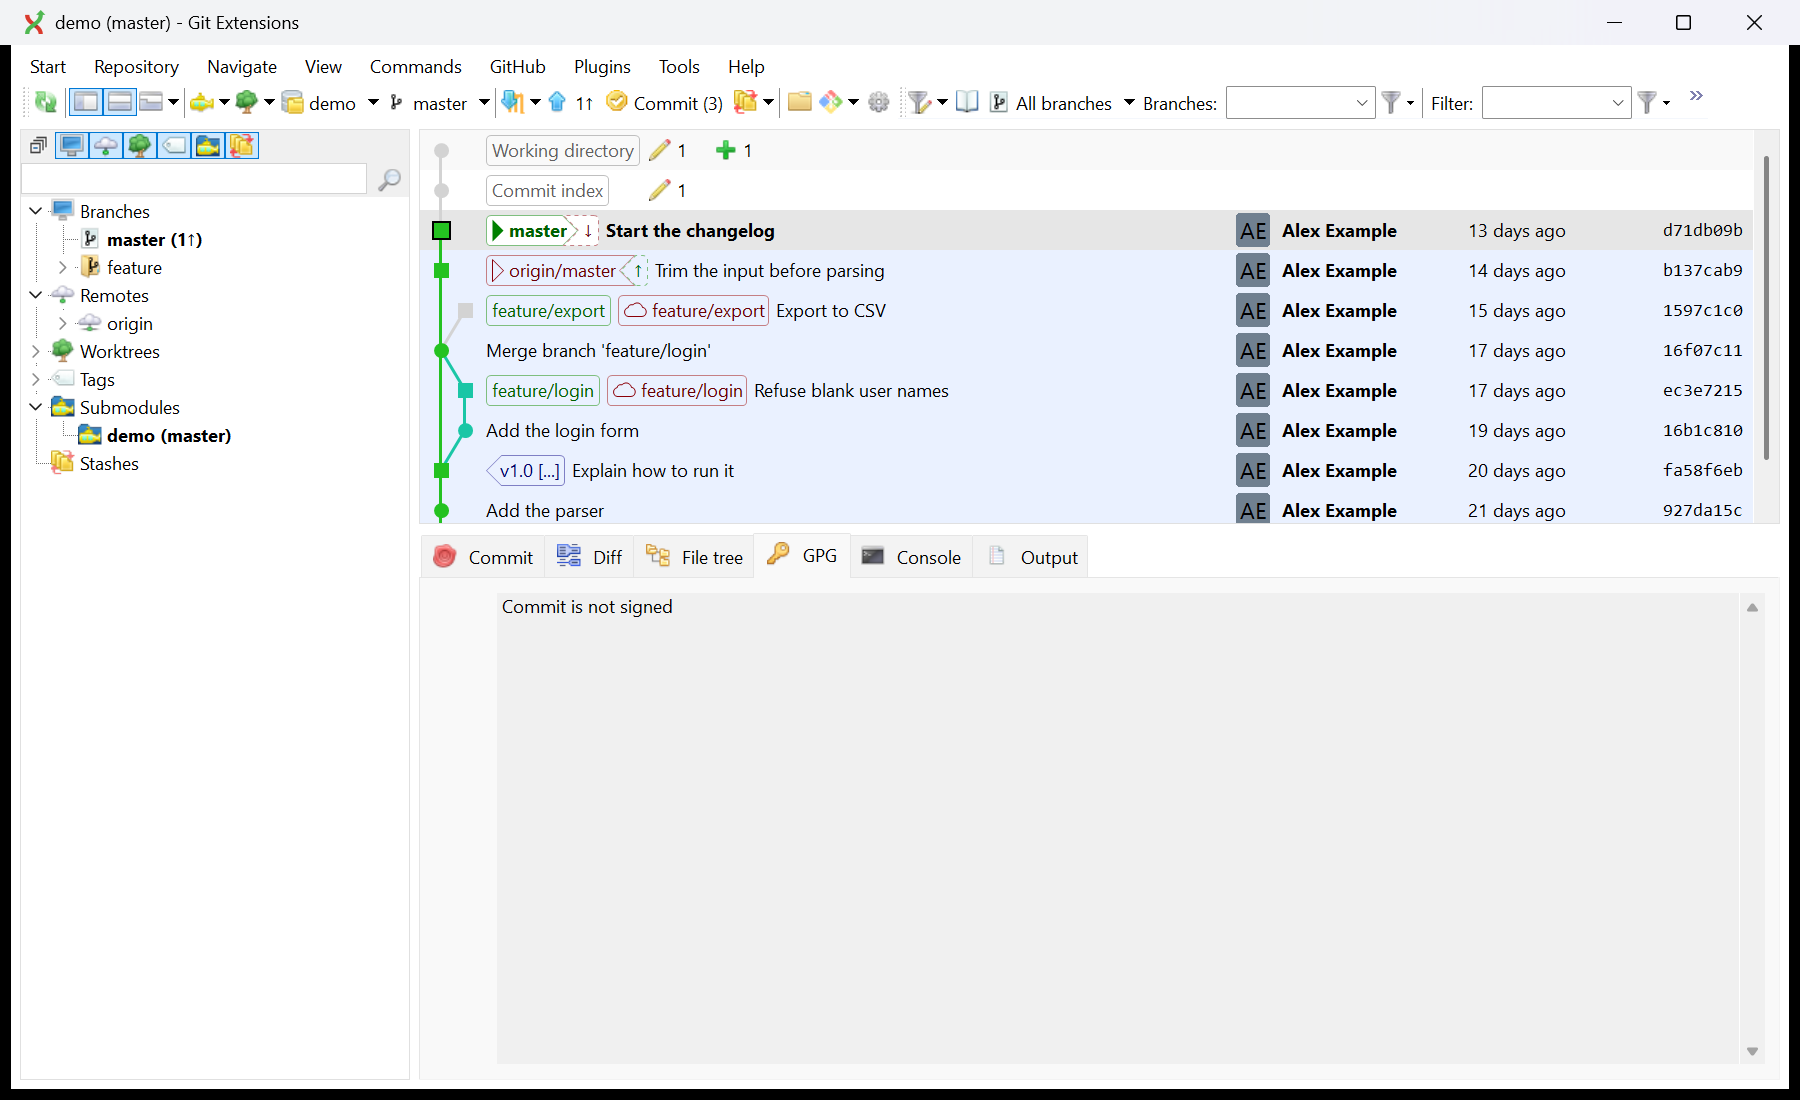 demo (master) - Git Extensions
Start Repository Navigate View Commands GitHub Plugins Tools Help
demo master 1↑ Commit (3) All branches Branches: Filter: »
Branches
master (1↑)
feature
Remotes
origin
Worktrees
Tags
Submodules
demo (master)
Stashes
Working directory 1 1
Commit index 1
master ↓ Start the changelog AE Alex Example 13 days ago d71db09b
origin/master ↑ Trim the input before parsing AE Alex Example 14 days ago b137cab9
feature/export feature/export Export to CSV AE Alex Example 15 days ago 1597c1c0
Merge branch 'feature/login' AE Alex Example 17 days ago 16f07c11
feature/login feature/login Refuse blank user names AE Alex Example 17 days ago ec3e7215
Add the login form AE Alex Example 19 days ago 16b1c810
v1.0 [...] Explain how to run it AE Alex Example 20 days ago fa58f6eb
Add the parser AE Alex Example 21 days ago 927da15c
Commit Diff File tree GPG Console Output
Commit is not signed